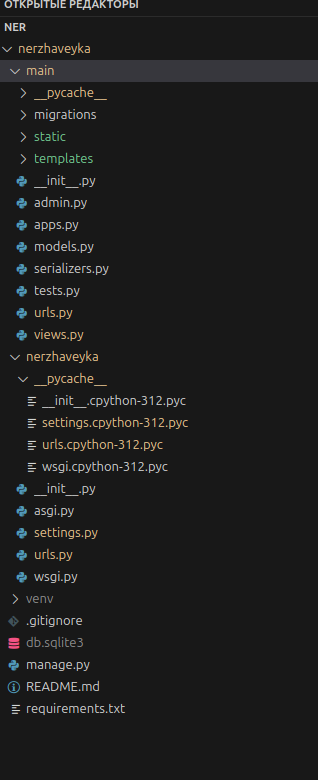 ОТКРЫТЫЕ РЕДАКТОРЫ
NER
nerzhaveyka
main
__pycache__
migrations
static
templates
__init__.py
admin.py
apps.py
models.py
serializers.py
tests.py
urls.py
views.py
nerzhaveyka
__pycache__
__init__.cpython-312.pyc
settings.cpython-312.pyc
urls.cpython-312.pyc
wsgi.cpython-312.pyc
__init__.py
asgi.py
settings.py
urls.py
wsgi.py
venv
.gitignore
db.sqlite3
manage.py
README.md
requirements.txt